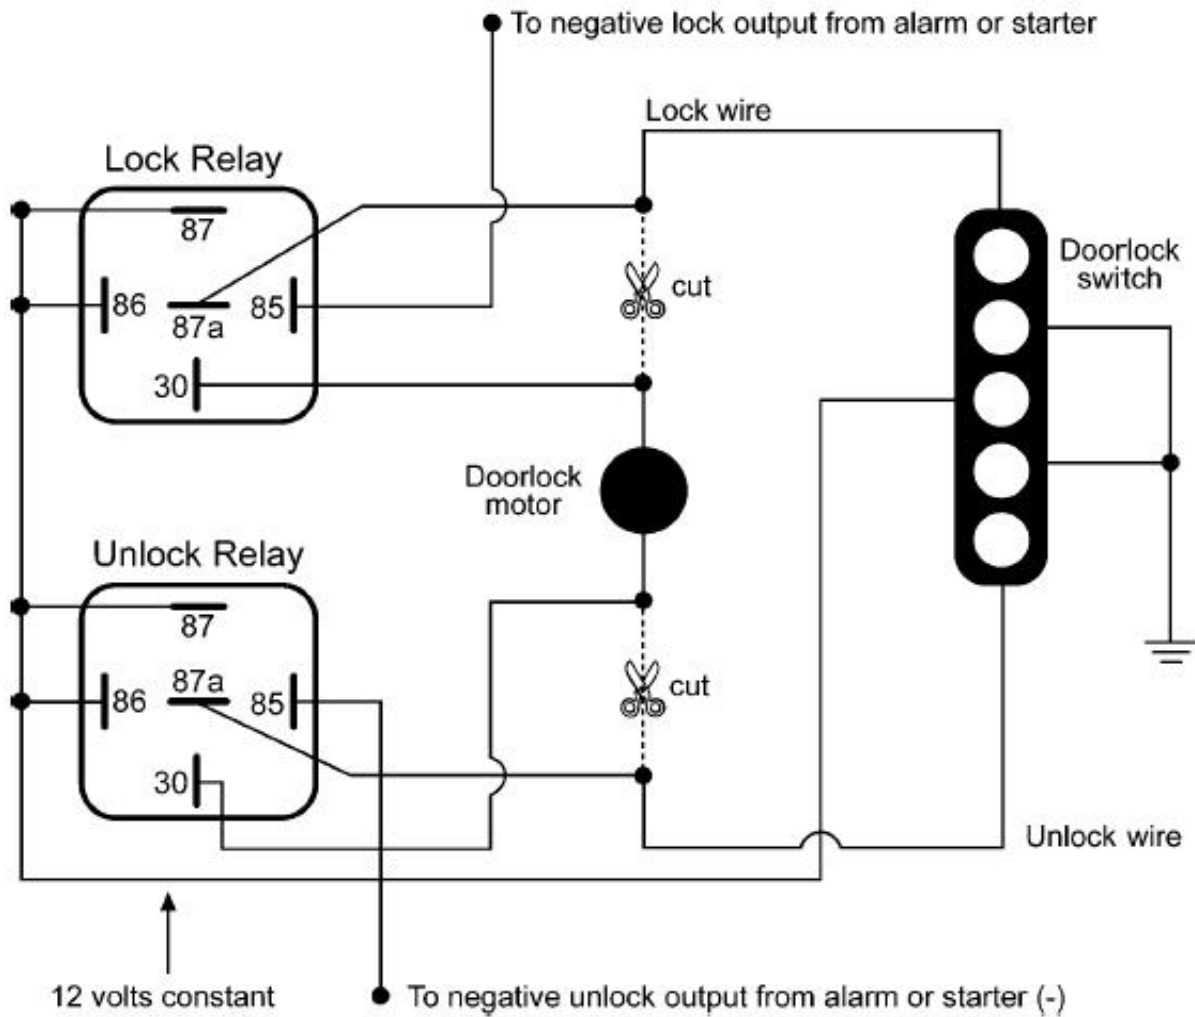 To negative lock output from alarm or starter
Lock wire
Lock Relay
87
86
87a
85
30
cut
Doorlock
switch
Doorlock
motor
Unlock Relay
87
86
87a
85
30
cut
Unlock wire
12 volts constant
To negative unlock output from alarm or starter (-)